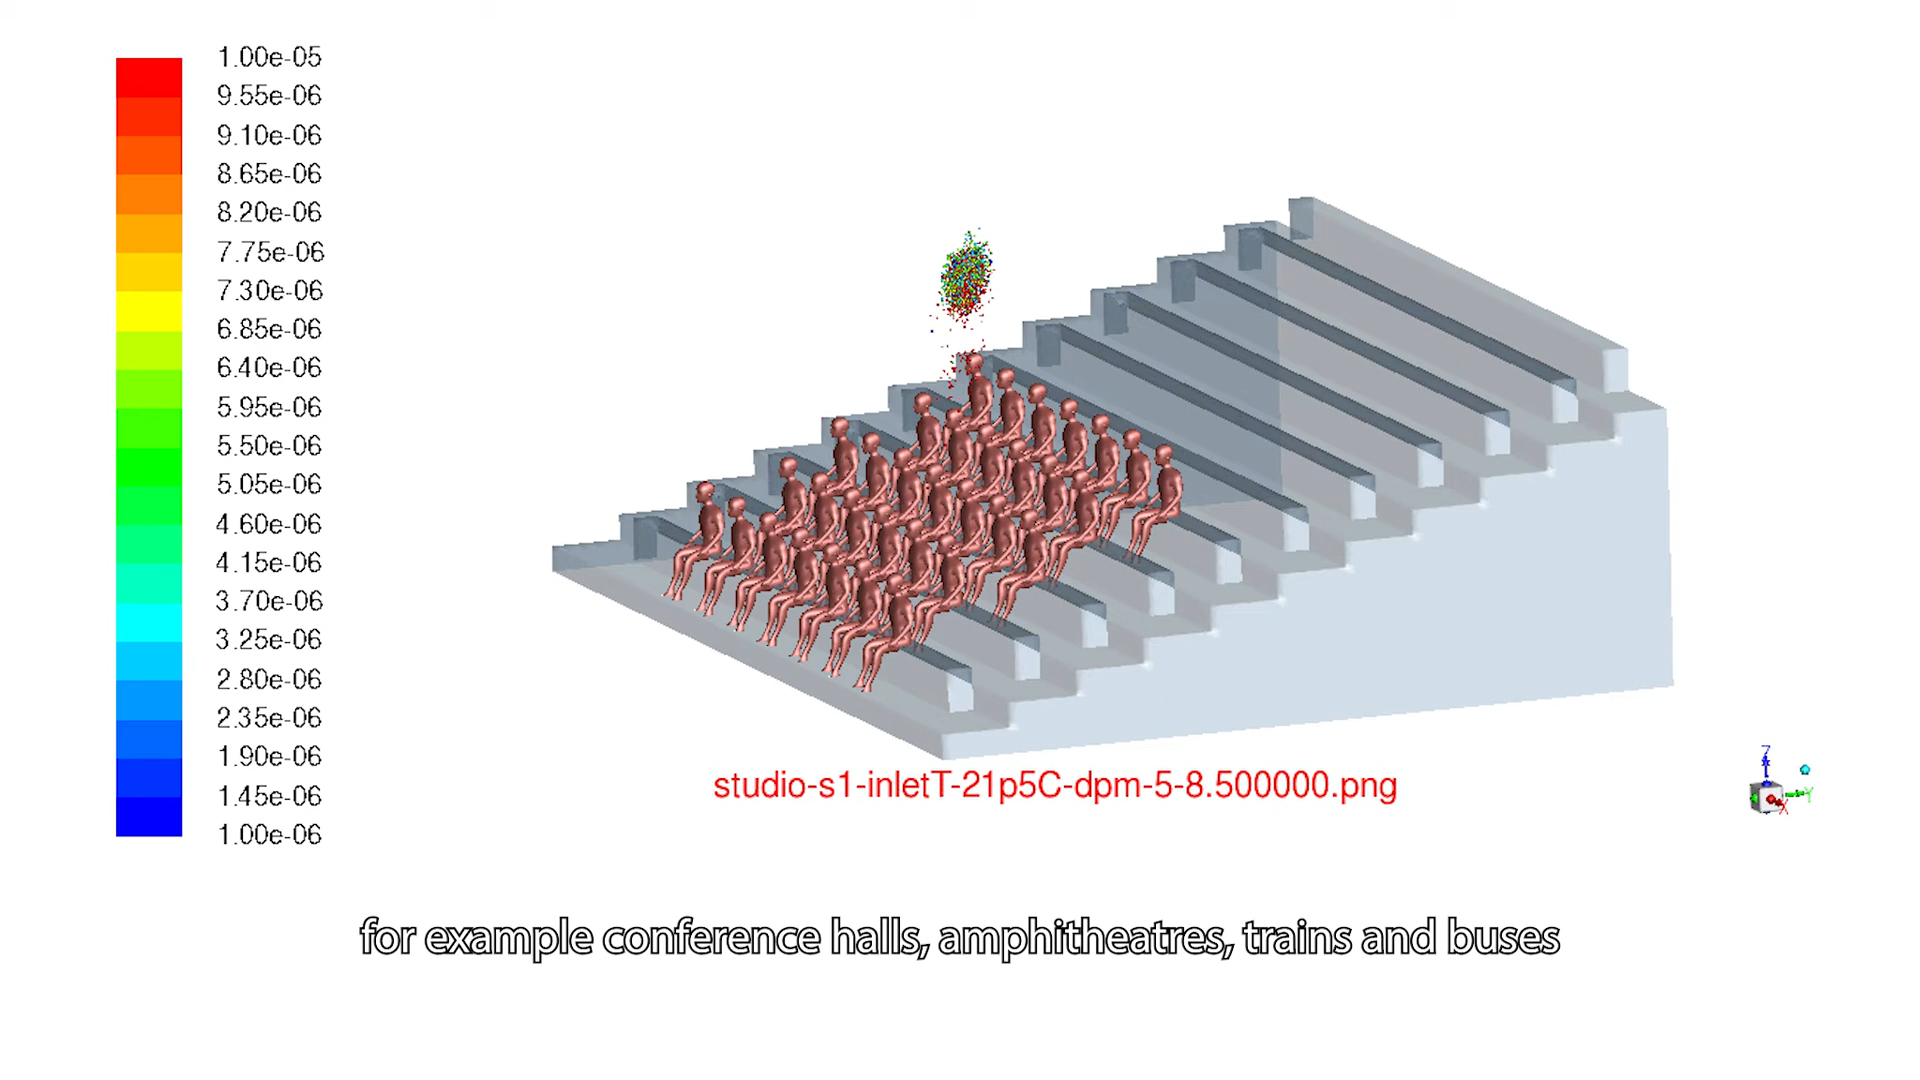 1.00e-05
9.55e-06
9.10e-06
8.65e-06
8.20e-06
7.75e-06
7.30e-06
6.85e-06
6.40e-06
5.95e-06
5.50e-06
5.05e-06
4.60e-06
4.15e-06
3.70e-06
3.25e-06
2.80e-06
2.35e-06
1.90e-06
1.45e-06
1.00e-06
studio-s1-inletT-21p5C-dpm-5-8.500000.png
Z
Y
X
for example conference halls, amphitheatres, trains and buses